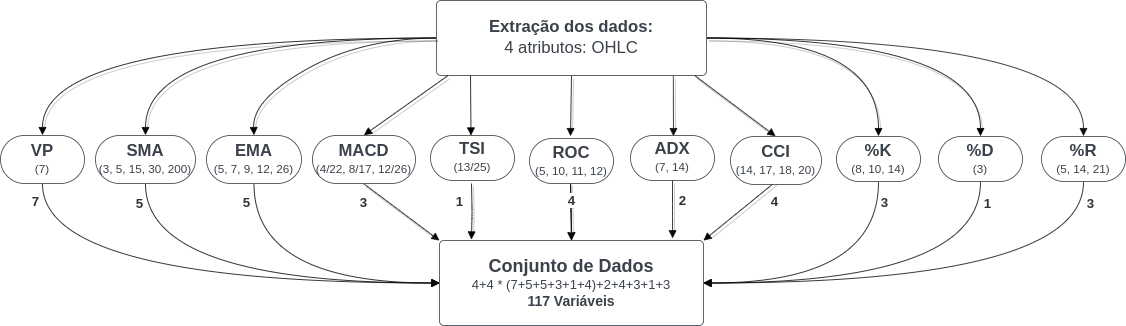 Extração dos dados:
4 atributos: OHLC
VP
(7)
SMA
(3, 5, 15, 30, 200)
EMA
(5, 7, 9, 12, 26)
MACD
(4/22, 8/17, 12/26)
TSI
(13/25)
ROC
(5, 10, 11, 12)
ADX
(7, 14)
CCI
(14, 17, 18, 20)
%K
(8, 10, 14)
%D
(3)
%R
(5, 14, 21)
7
5
5
3
1
4
2
4
3
1
3
Conjunto de Dados
4+4 * (7+5+5+3+1+4)+2+4+3+1+3
117 Variáveis